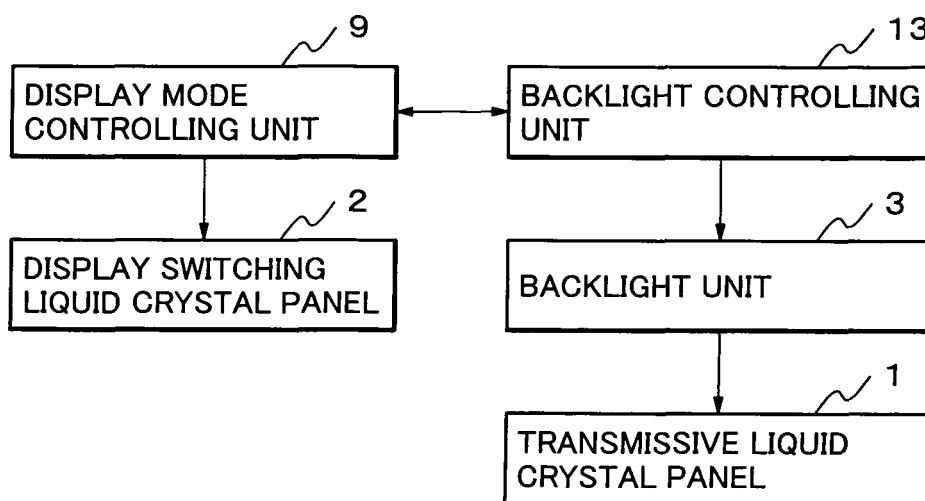 9
DISPLAY MODE
CONTROLLING UNIT
13
BACKLIGHT CONTROLLING
UNIT
2
DISPLAY SWITCHING
LIQUID CRYSTAL PANEL
3
BACKLIGHT UNIT
1
TRANSMISSIVE LIQUID
CRYSTAL PANEL